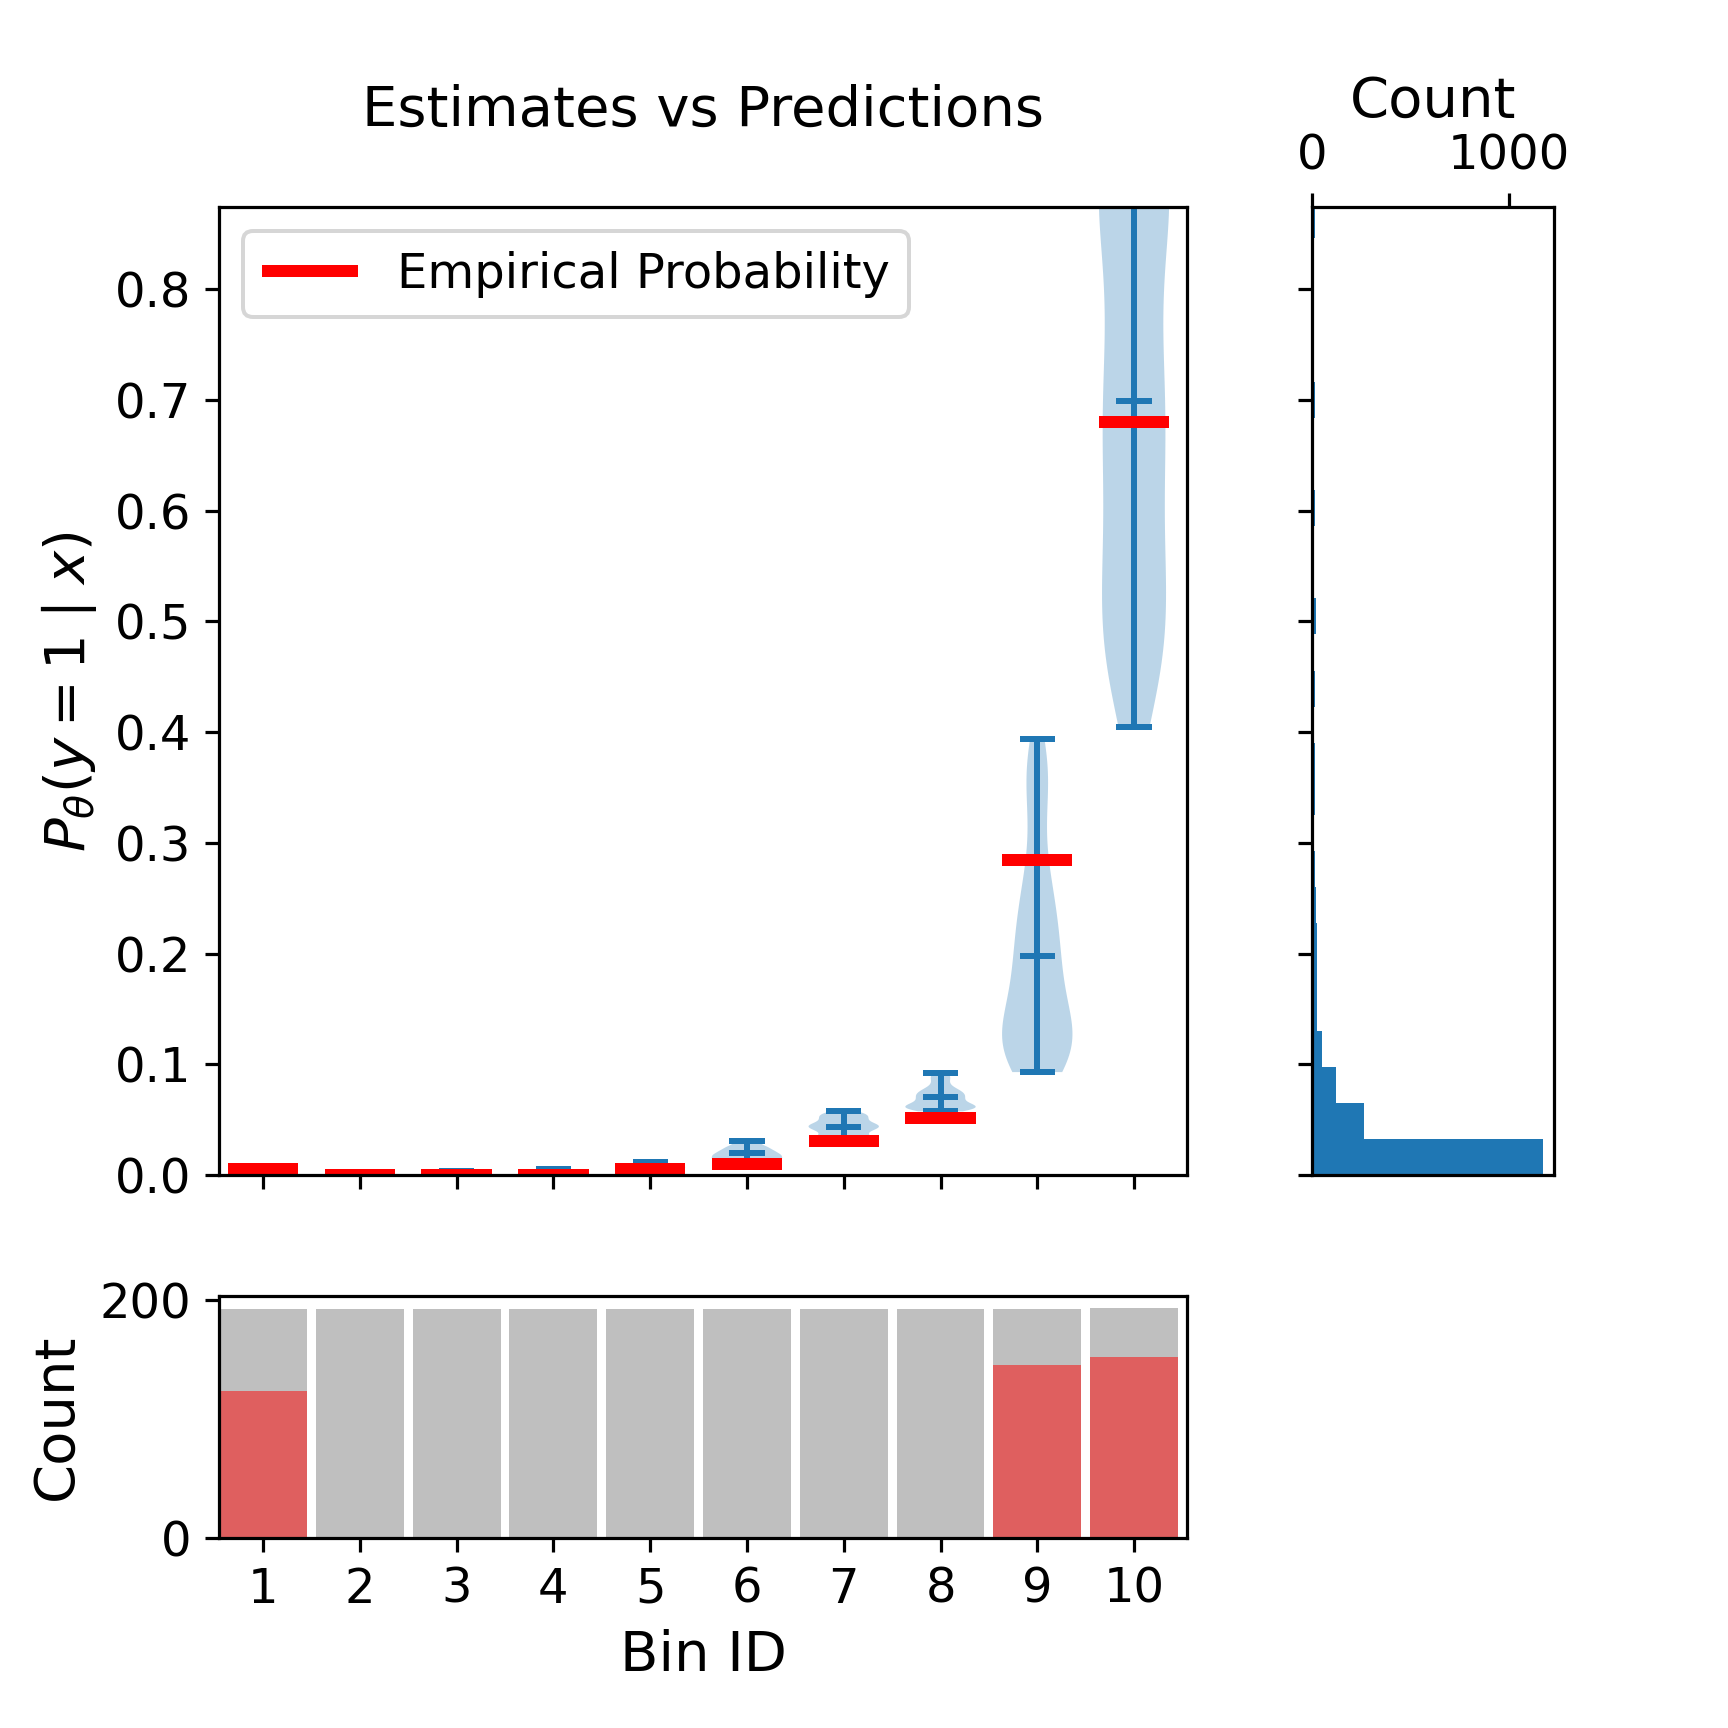 Estimates vs Predictions
Count
0 1000
Empirical Probability
0.8
0.7
0.6
0.5
0.4
0.3
0.2
0.1
0.0
P_θ(y = 1 | x)
200
0
Count
1 2 3 4 5 6 7 8 9 10
Bin ID